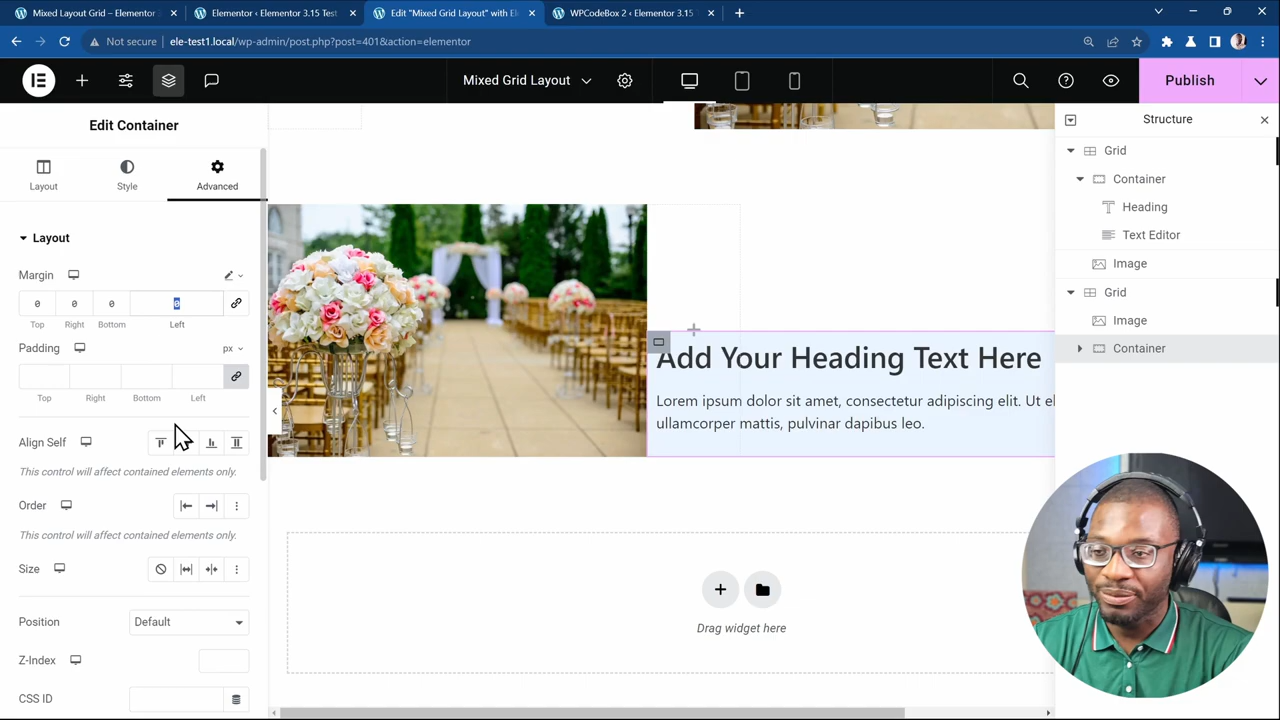 Mixed Layout Grid – Elementor 3.
Elementor ‹ Elementor 3.15 Test
Edit "Mixed Grid Layout" with El
WPCodeBox 2 ‹ Elementor 3.15 T
Not secure
ele-test1.local/wp-admin/post.php?post=401&action=elementor
Mixed Grid Layout
Publish
Edit Container
Structure
Layout
Style
Advanced
Grid
Container
Heading
Text Editor
Image
Grid
Image
Container
Layout
Margin
0 0 0 0
Top Right Bottom Left
Padding px
Top Right Bottom Left
Align Self
This control will affect contained elements only.
Order
This control will affect contained elements only.
Size
Position Default
Z-Index
CSS ID
Add Your Heading Text Here
Lorem ipsum dolor sit amet, consectetur adipiscing elit. Ut el
ullamcorper mattis, pulvinar dapibus leo.
Drag widget here